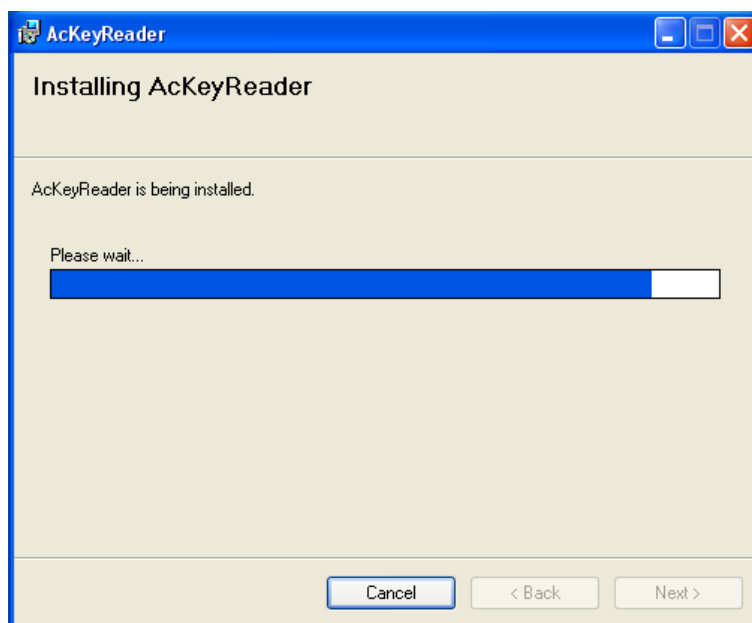 AcKeyReader
Installing AcKeyReader
AcKeyReader is being installed.
Please wait...
Cancel
< Back
Next >